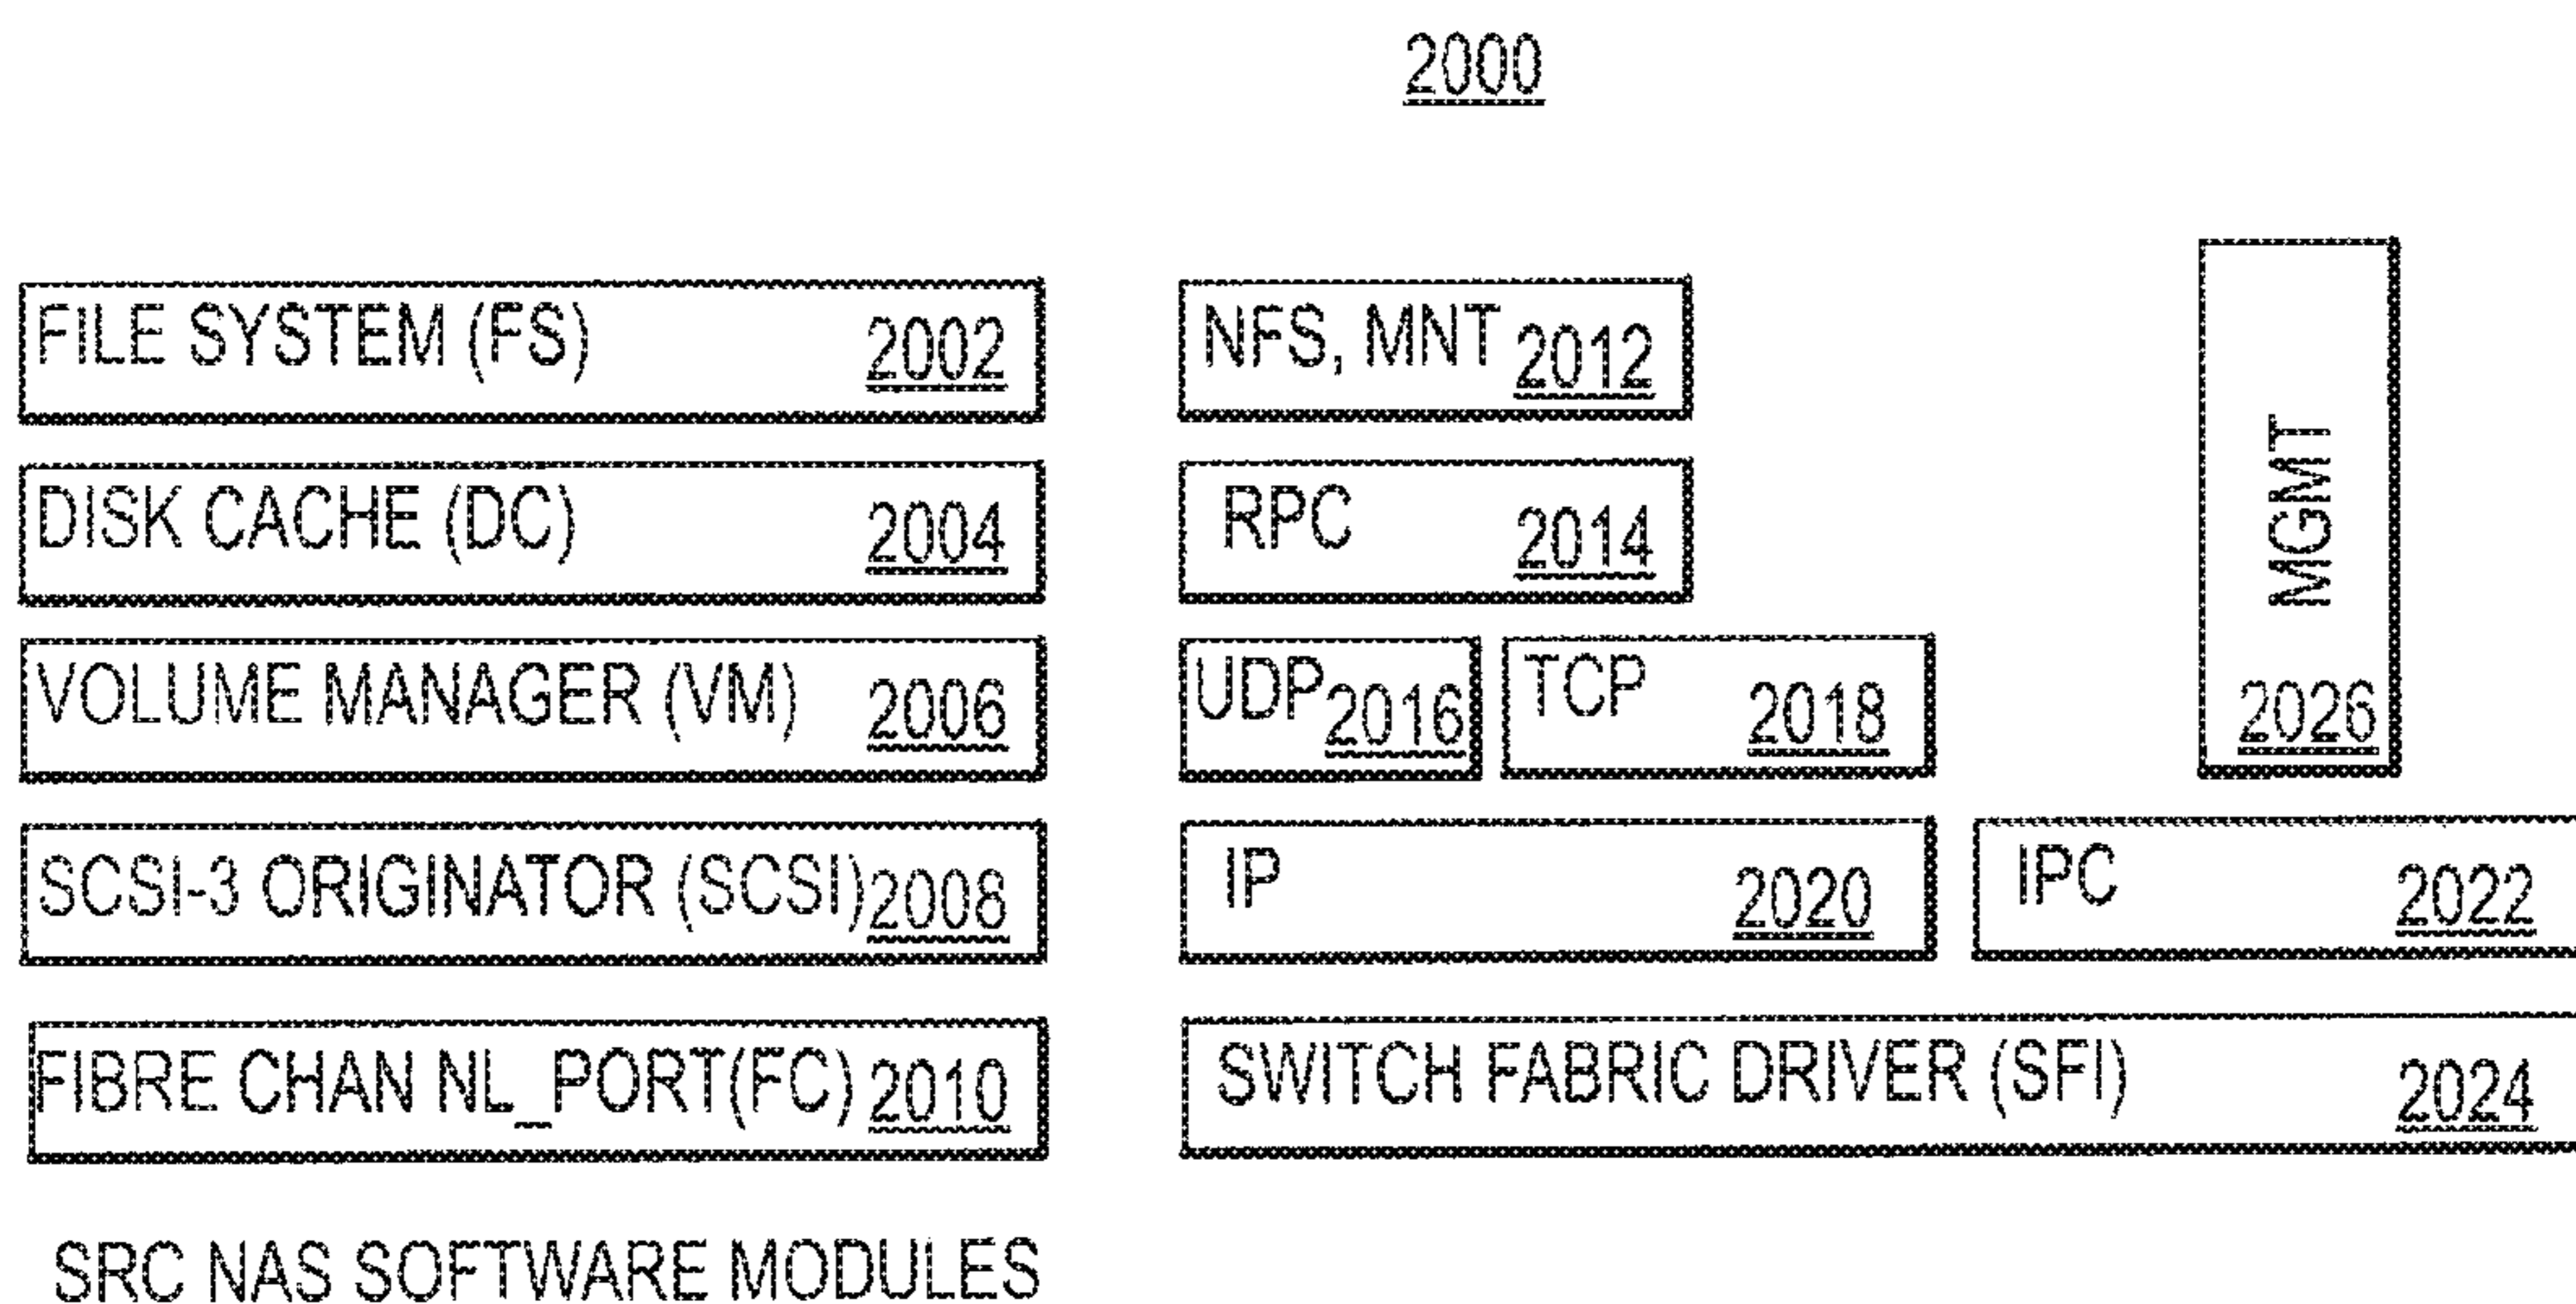 2000
FILE SYSTEM (FS) 2002
NFS, MNT 2012
DISK CACHE (DC) 2004
RPC 2014
MGMT
2026
VOLUME MANAGER (VM) 2006
UDP 2016
TCP 2018
SCSI-3 ORIGINATOR (SCSI) 2008
IP 2020
IPC 2022
FIBRE CHAN NL_PORT(FC) 2010
SWITCH FABRIC DRIVER (SFI) 2024
SRC NAS SOFTWARE MODULES